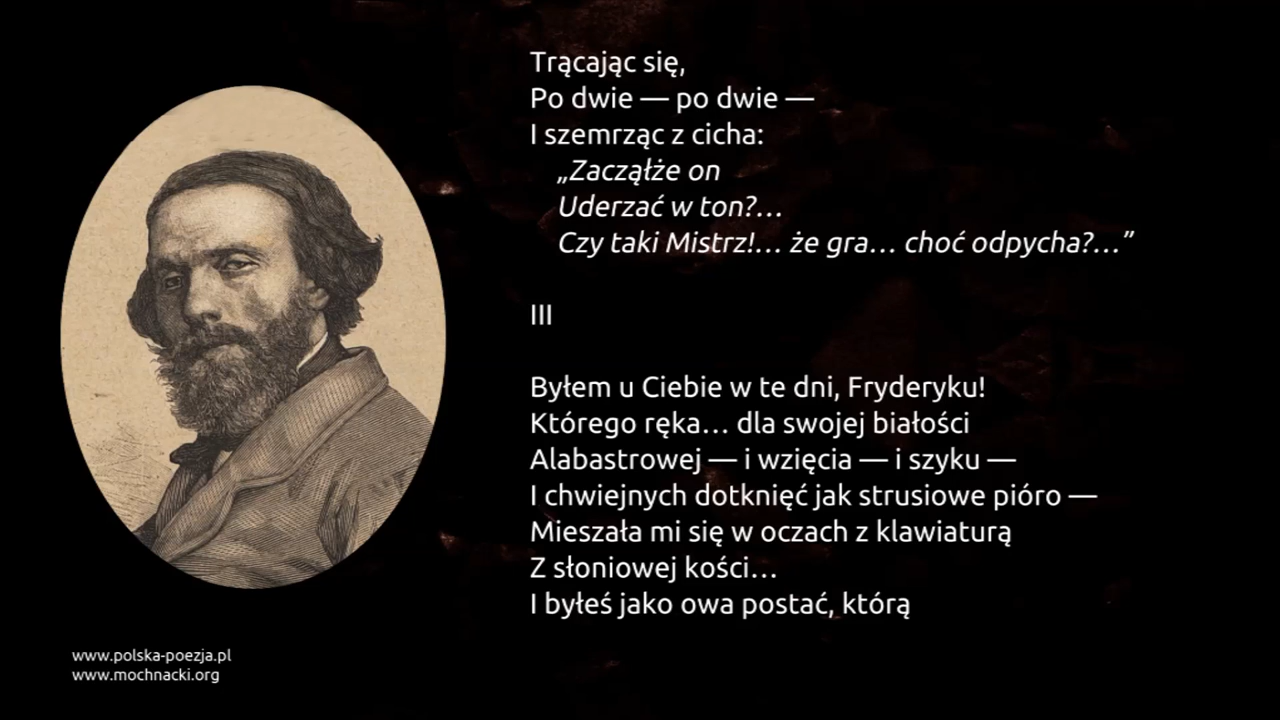 Trącając się,
Po dwie — po dwie —
I szemrząc z cicha:
„Zacząłże on
Uderzać w ton?…
Czy taki Mistrz!… że gra… choć odpycha?…”
III
Byłem u Ciebie w te dni, Fryderyku!
Którego ręka… dla swojej białości
Alabastrowej — i wzięcia — i szyku —
I chwiejnych dotknięć jak strusiowe pióro —
Mieszała mi się w oczach z klawiaturą
Z słoniowej kości…
I byłeś jako owa postać, którą
www.polska-poezja.pl
www.mochnacki.org